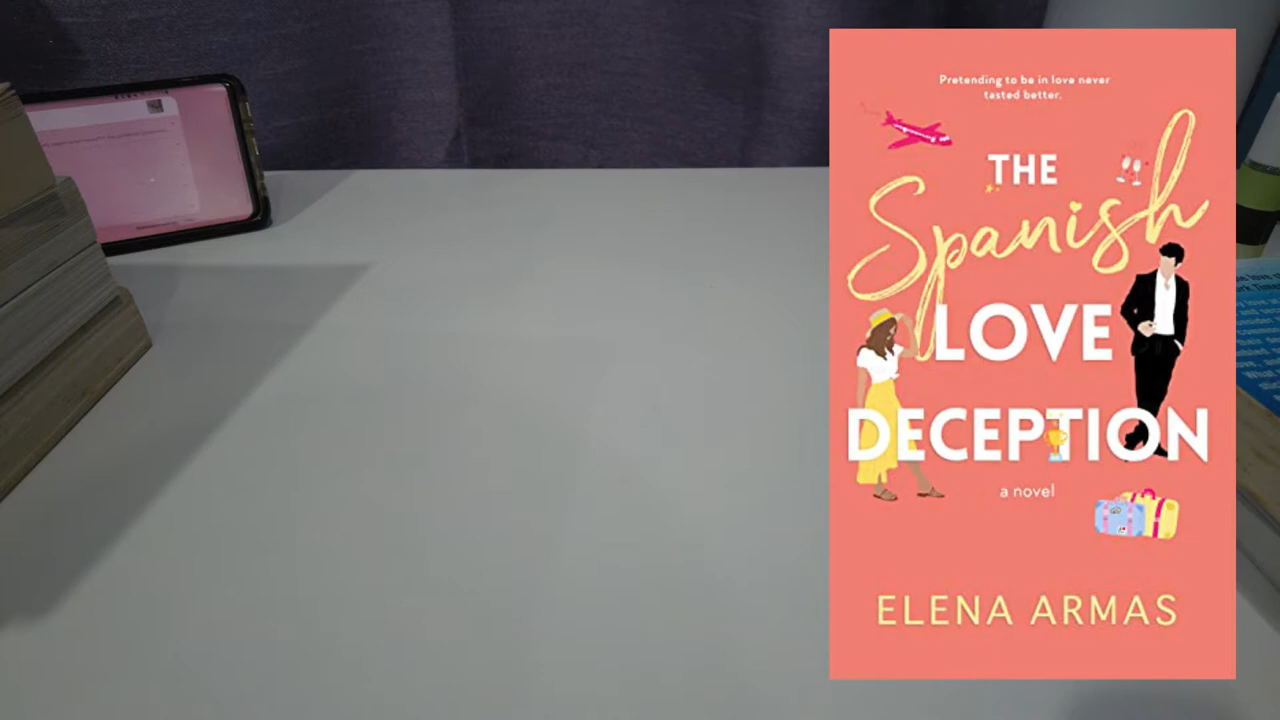 Pretending to be in love never
tasted better.
THE
Spanish
LOVE
DECEPTION
a novel
ELENA ARMAS